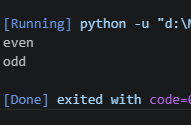 [Running] python -u "d:\
even
odd
[Done] exited with code=